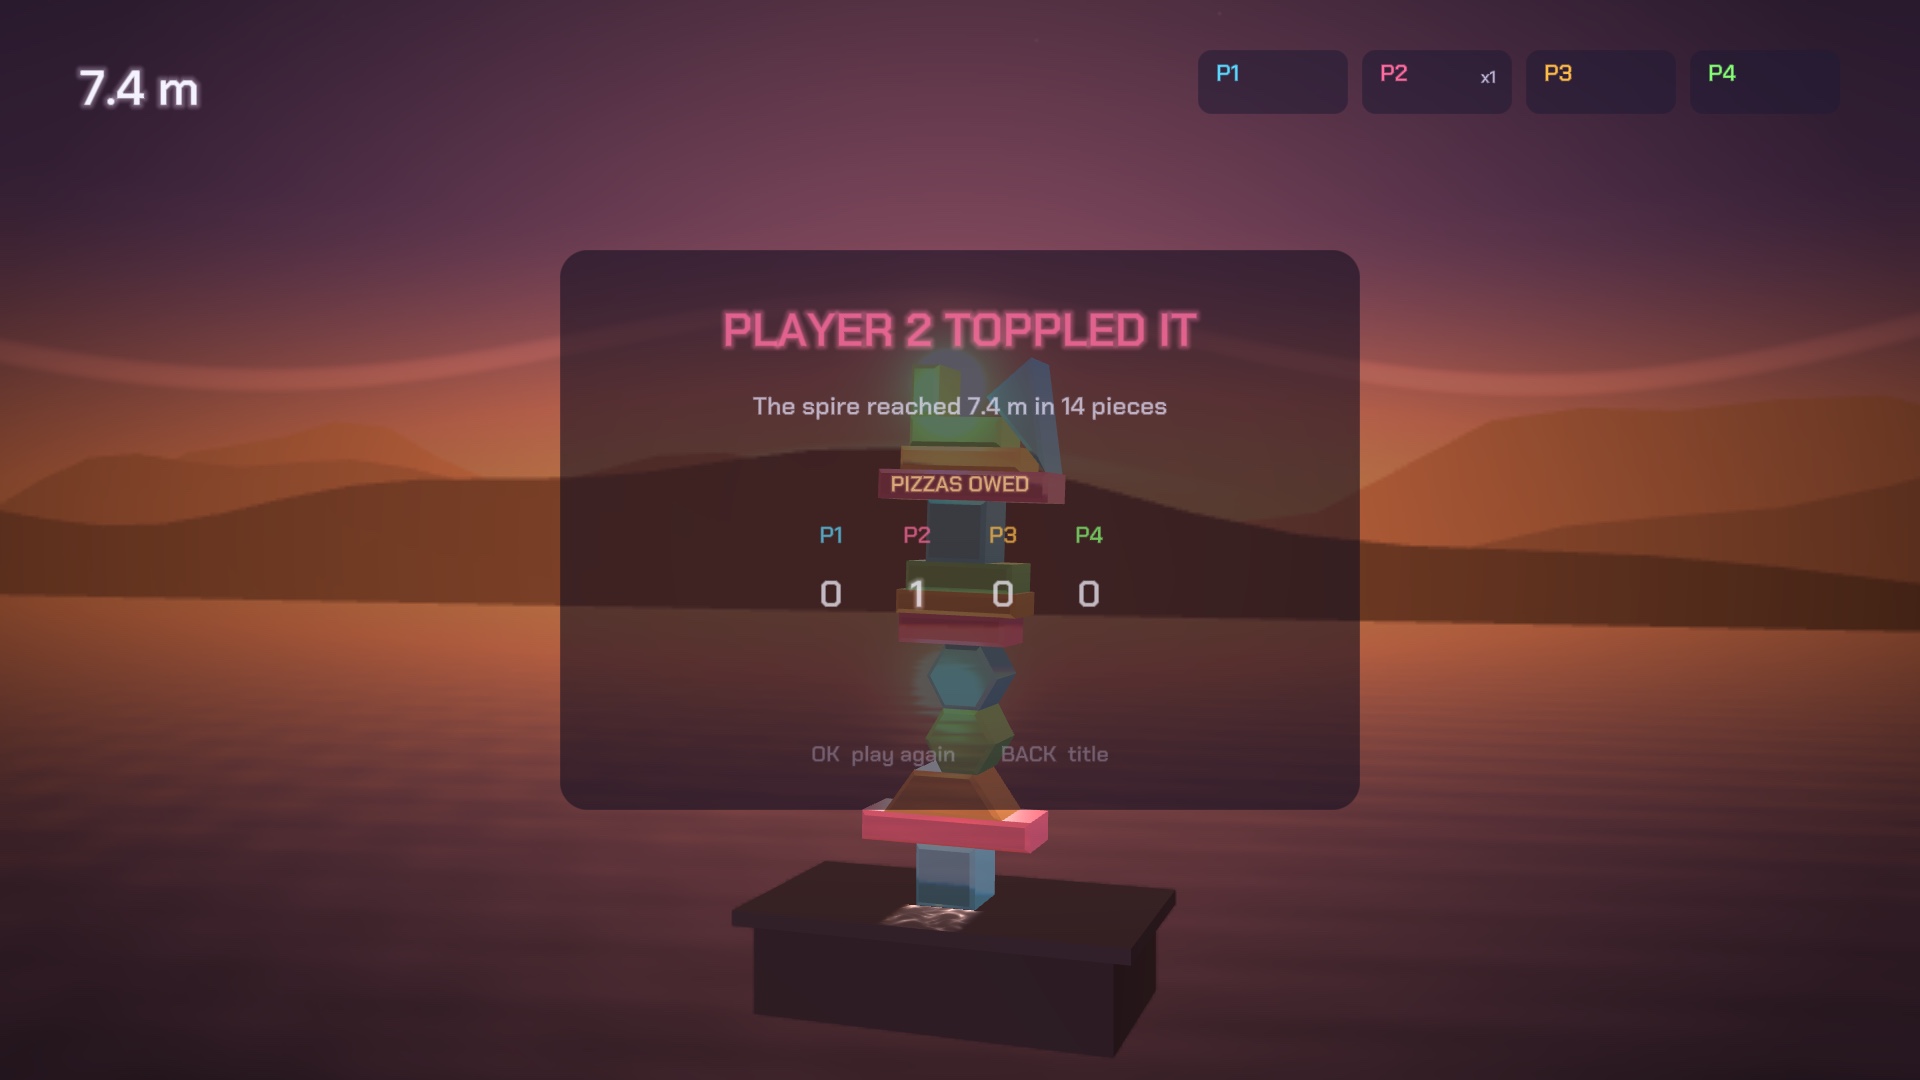 7.4 m
P1 P2 x1 P3 P4
PLAYER 2 TOPPLED IT
The spire reached 7.4 m in 14 pieces
PIZZAS OWED
P1 P2 P3 P4
0 1 0 0
OK play again BACK title